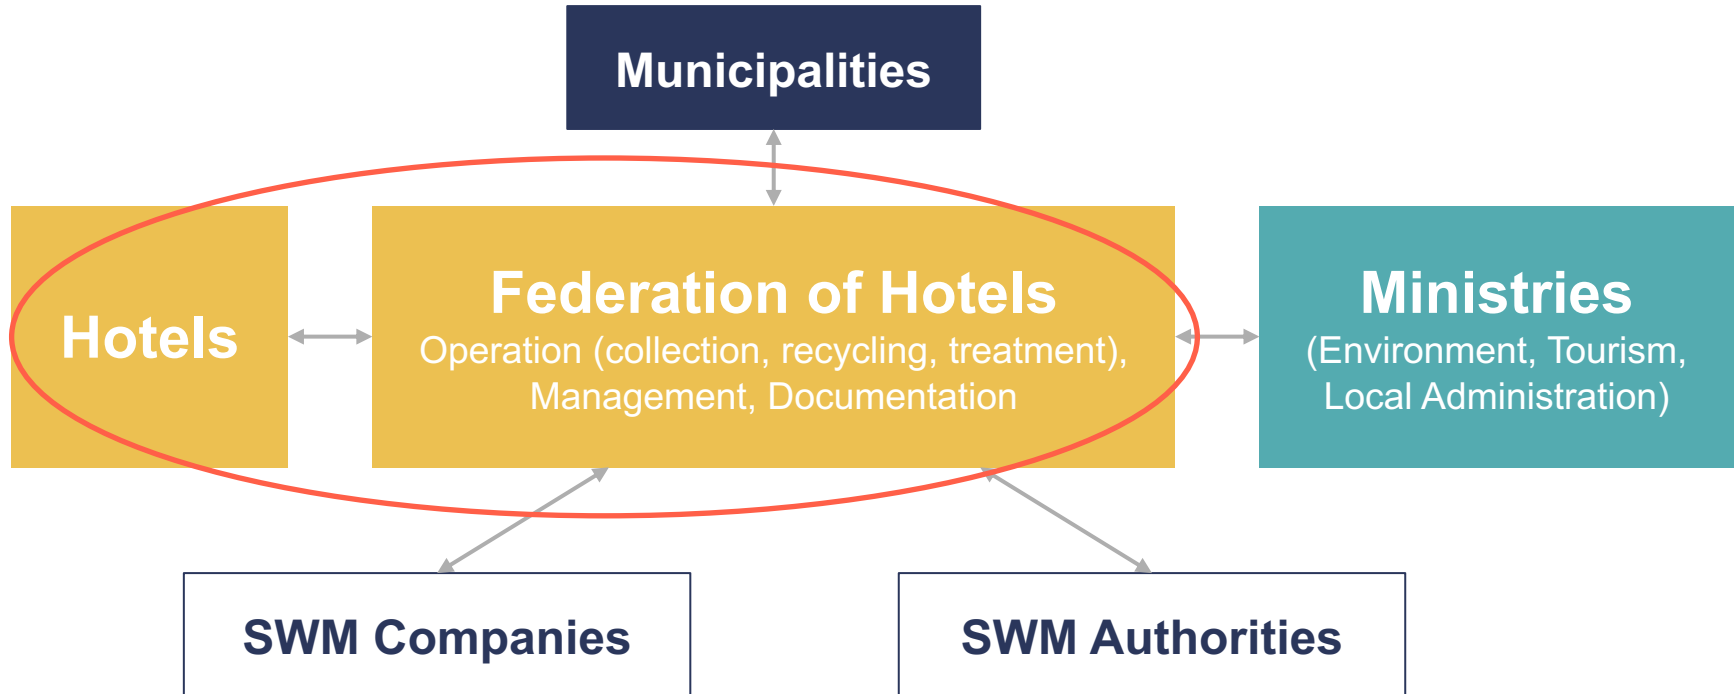 Municipalities
Hotels
Federation of Hotels
Operation (collection, recycling, treatment),
Management, Documentation
Ministries
(Environment, Tourism,
Local Administration)
SWM Companies
SWM Authorities